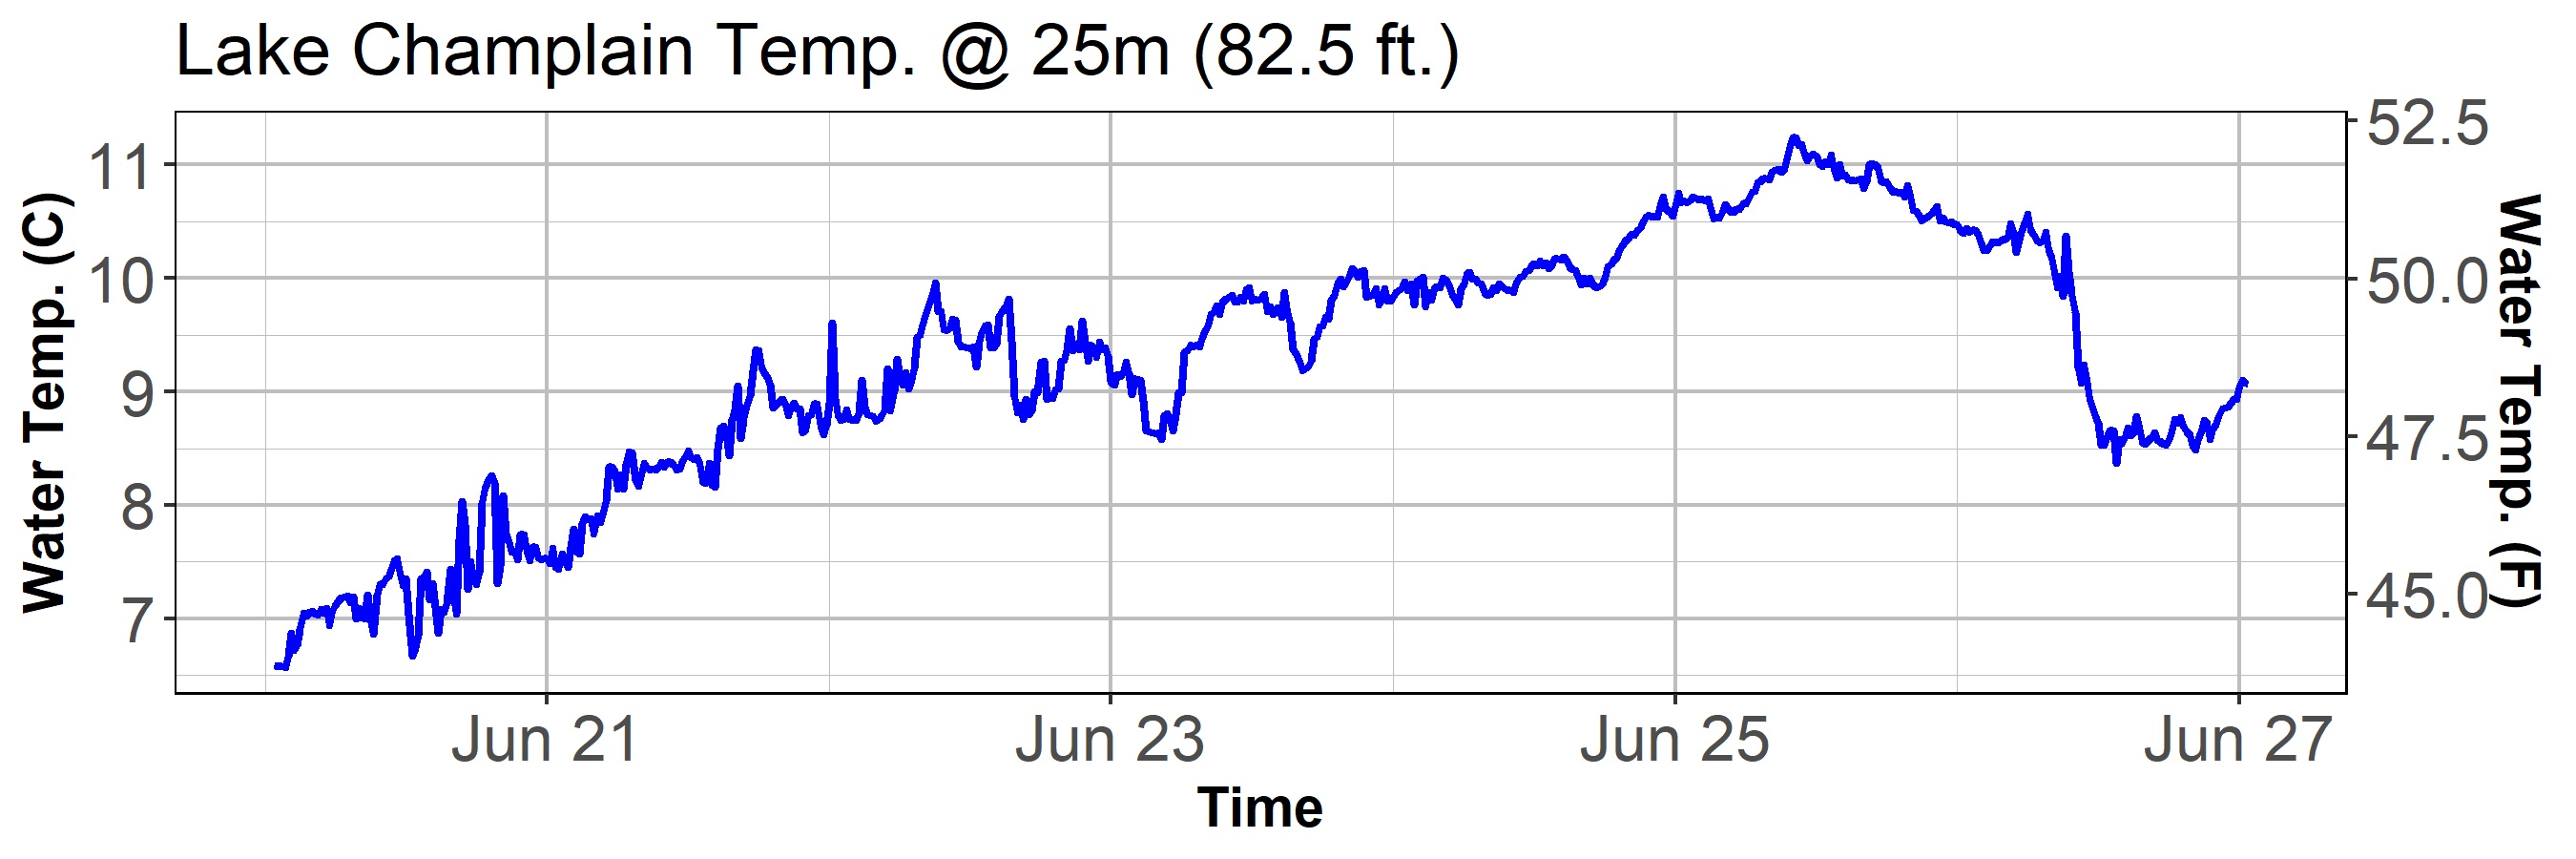 Lake Champlain Temp. @ 25m (82.5 ft.)
Water Temp. (C)
11
10
9
8
7
52.5
50.0
47.5
45.0
Water Temp. (F)
Jun 21
Jun 23
Jun 25
Jun 27
Time